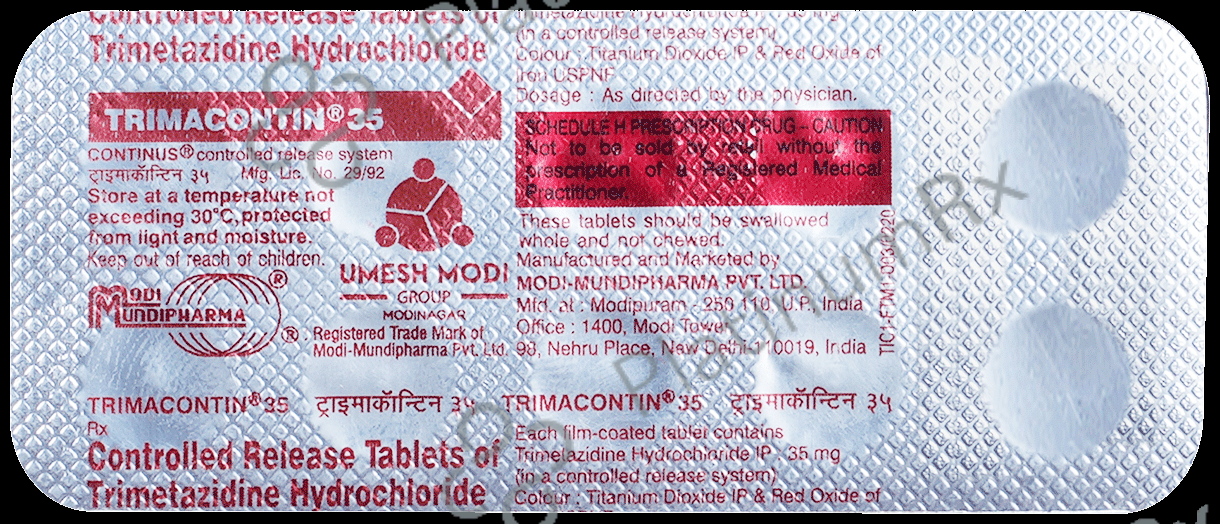 Controlled Release Tablets of
Trimetazidine Hydrochloride
TRIMACONTIN® 35
CONTINUS® controlled release system
ट्राइमाकॉन्टिन ३५ Mfg. Lic. No. 29/92
Store at a temperature not
exceeding 30°C, protected
from light and moisture.
Keep out of reach of children.
MODI
MUNDIPHARMA
®
UMESH MODI
GROUP
MODINAGAR
® . Registered Trade Mark of
Modi-Mundipharma Pvt. Ltd.
TRIMACONTIN® 35 ट्राइमाकॉन्टिन ३५
Rx
Controlled Release Tablets of
Trimetazidine Hydrochloride
Trimetazidine Hydrochloride IP : 35 mg
(in a controlled release system)
Colour : Titanium Dioxide IP & Red Oxide of
Iron USPNF
Dosage : As directed by the physician.
SCHEDULE H PRESCRIPTION DRUG - CAUTION
Not to be sold by retail without the
prescription of a Registered Medical
Practitioner.
These tablets should be swallowed
whole and not chewed.
Manufactured and Marketed by
MODI-MUNDIPHARMA PVT. LTD.
Mfd. at : Modipuram - 250 110, U.P., India
Office : 1400, Modi Tower,
98, Nehru Place, New Delhi-110019, India
TRIMACONTIN® 35 ट्राइमाकॉन्टिन ३५
Each film-coated tablet contains
Trimetazidine Hydrochloride IP : 35 mg
(in a controlled release system)
Colour : Titanium Dioxide IP & Red Oxide of
PlatinumRx